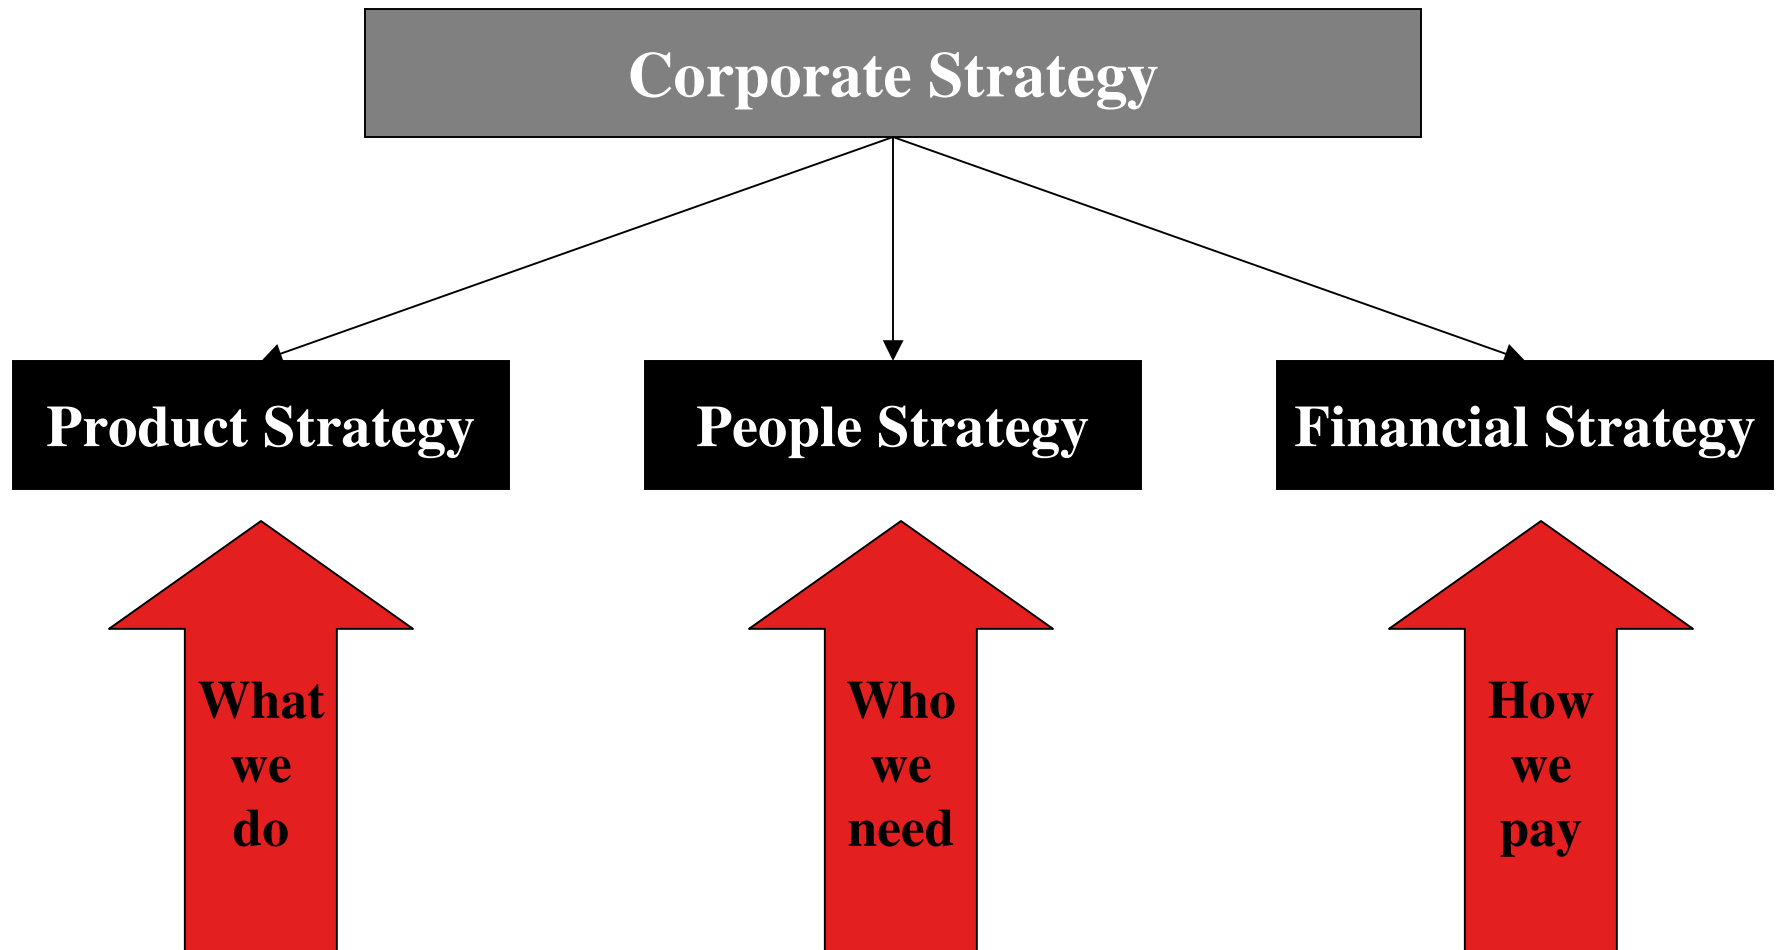 Corporate Strategy
Product Strategy
People Strategy
Financial Strategy
What
we
do
Who
we
need
How
we
pay